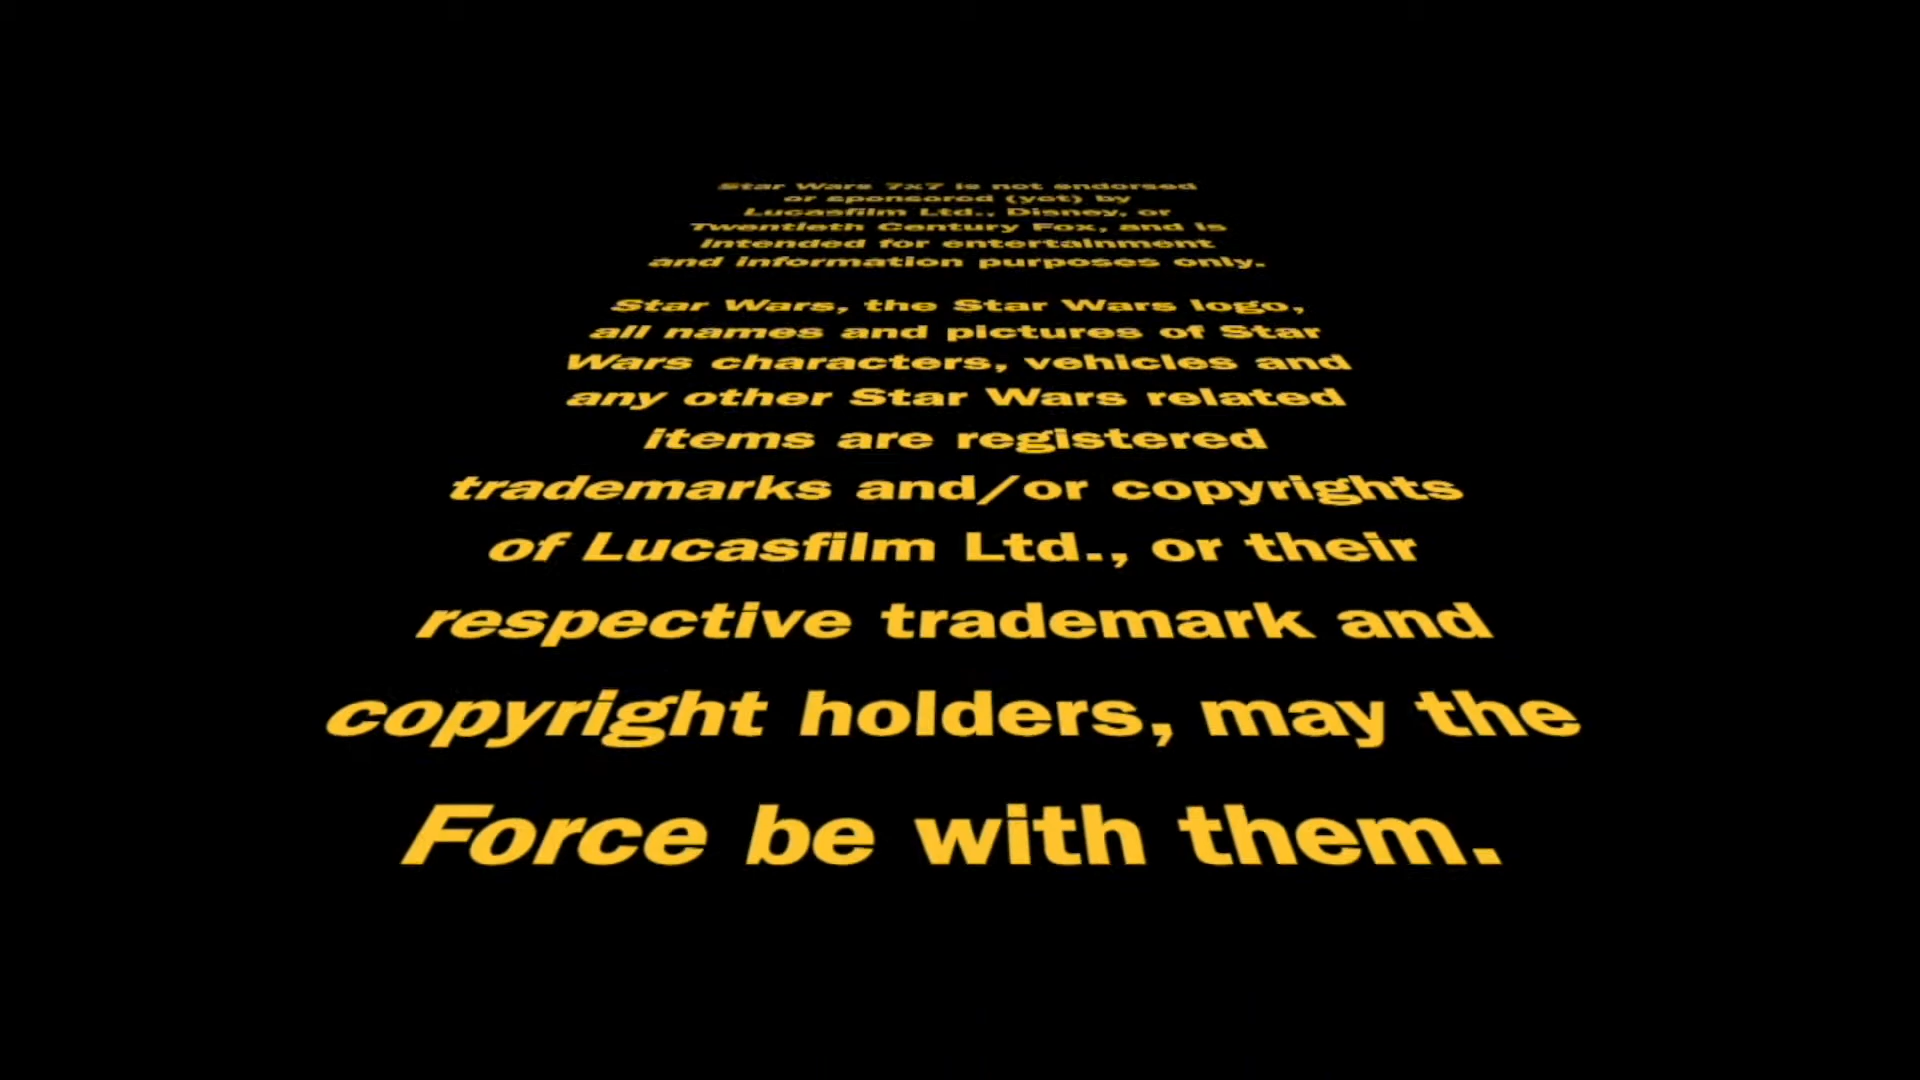 Star Wars 7x7 is not endorsed
or sponsored (yet) by
Lucasfilm Ltd., Disney, or
Twentieth Century Fox, and is
intended for entertainment
and information purposes only.
Star Wars, the Star Wars logo,
all names and pictures of Star
Wars characters, vehicles and
any other Star Wars related
items are registered
trademarks and/or copyrights
of Lucasfilm Ltd., or their
respective trademark and
copyright holders, may the
Force be with them.